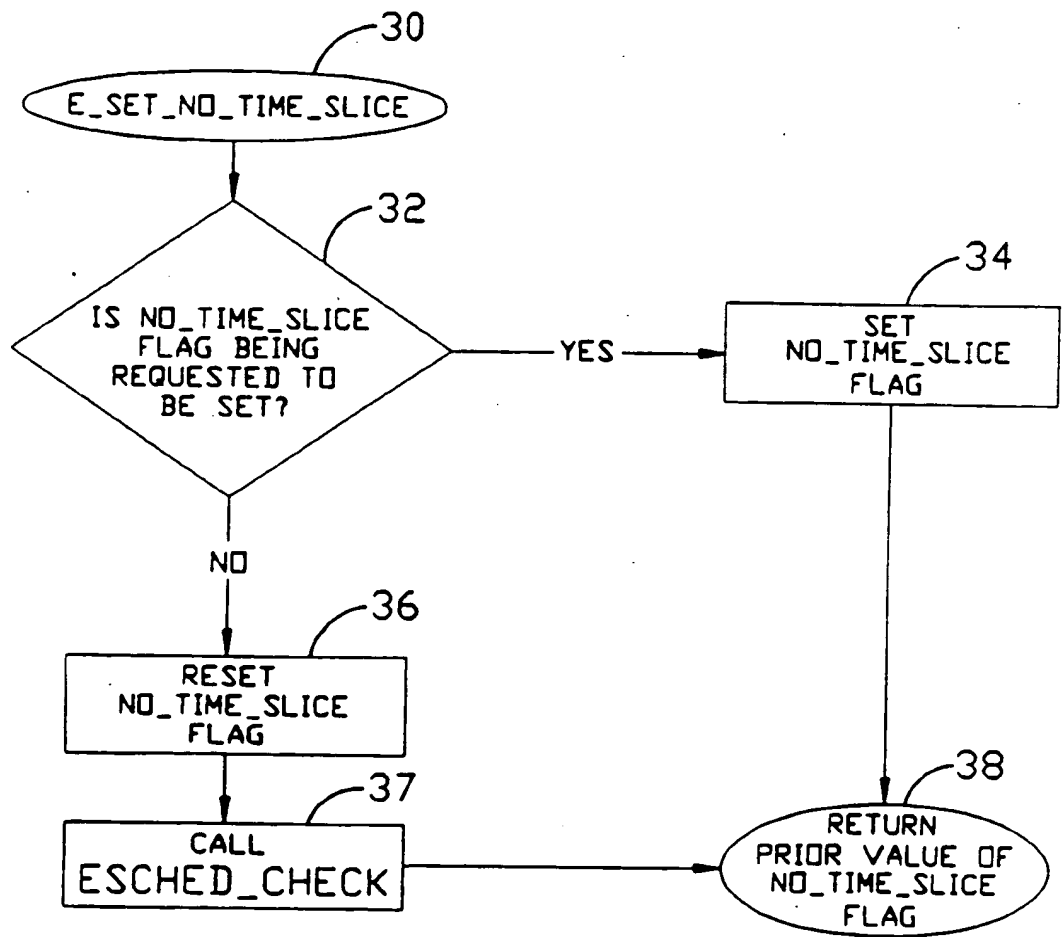 30
E_SET_NO_TIME_SLICE
32
IS NO_TIME_SLICE
FLAG BEING
REQUESTED TO
BE SET?
YES
34
SET
NO_TIME_SLICE
FLAG
NO
36
RESET
NO_TIME_SLICE
FLAG
37
CALL
ESCHED_CHECK
38
RETURN
PRIOR VALUE OF
NO_TIME_SLICE
FLAG